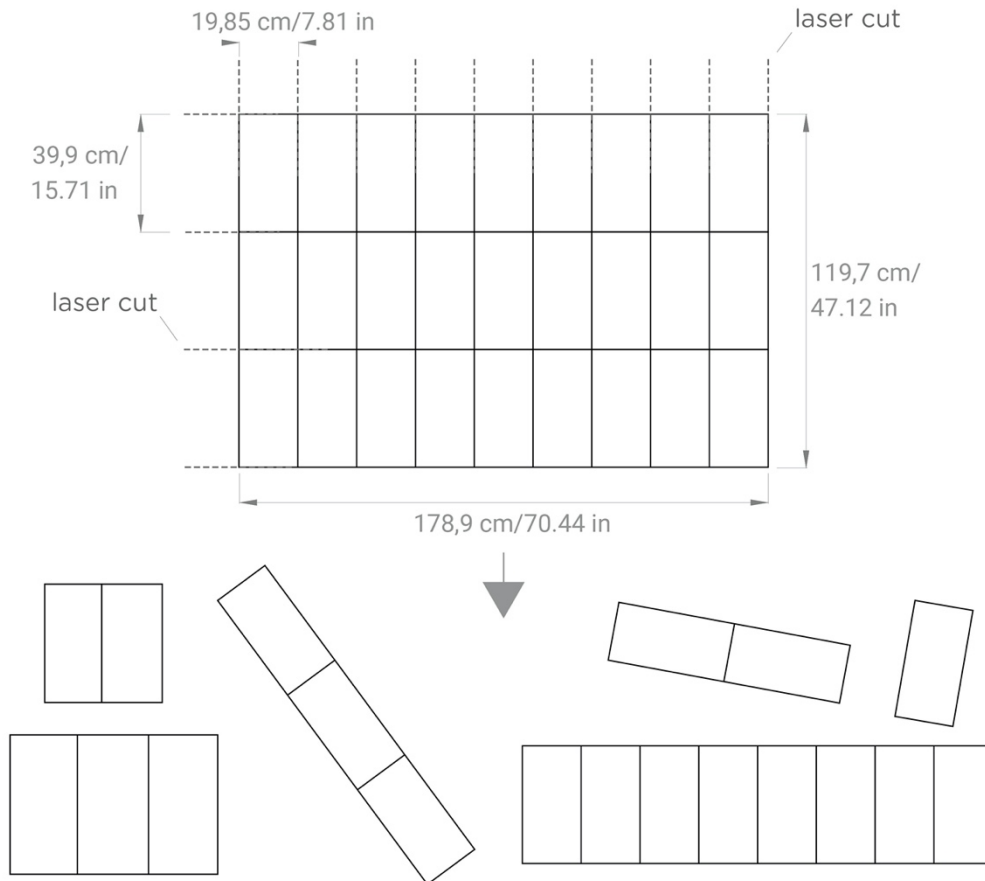 19,85 cm/7.81 in
laser cut
39,9 cm/
15.71 in
119,7 cm/
47.12 in
laser cut
178,9 cm/70.44 in